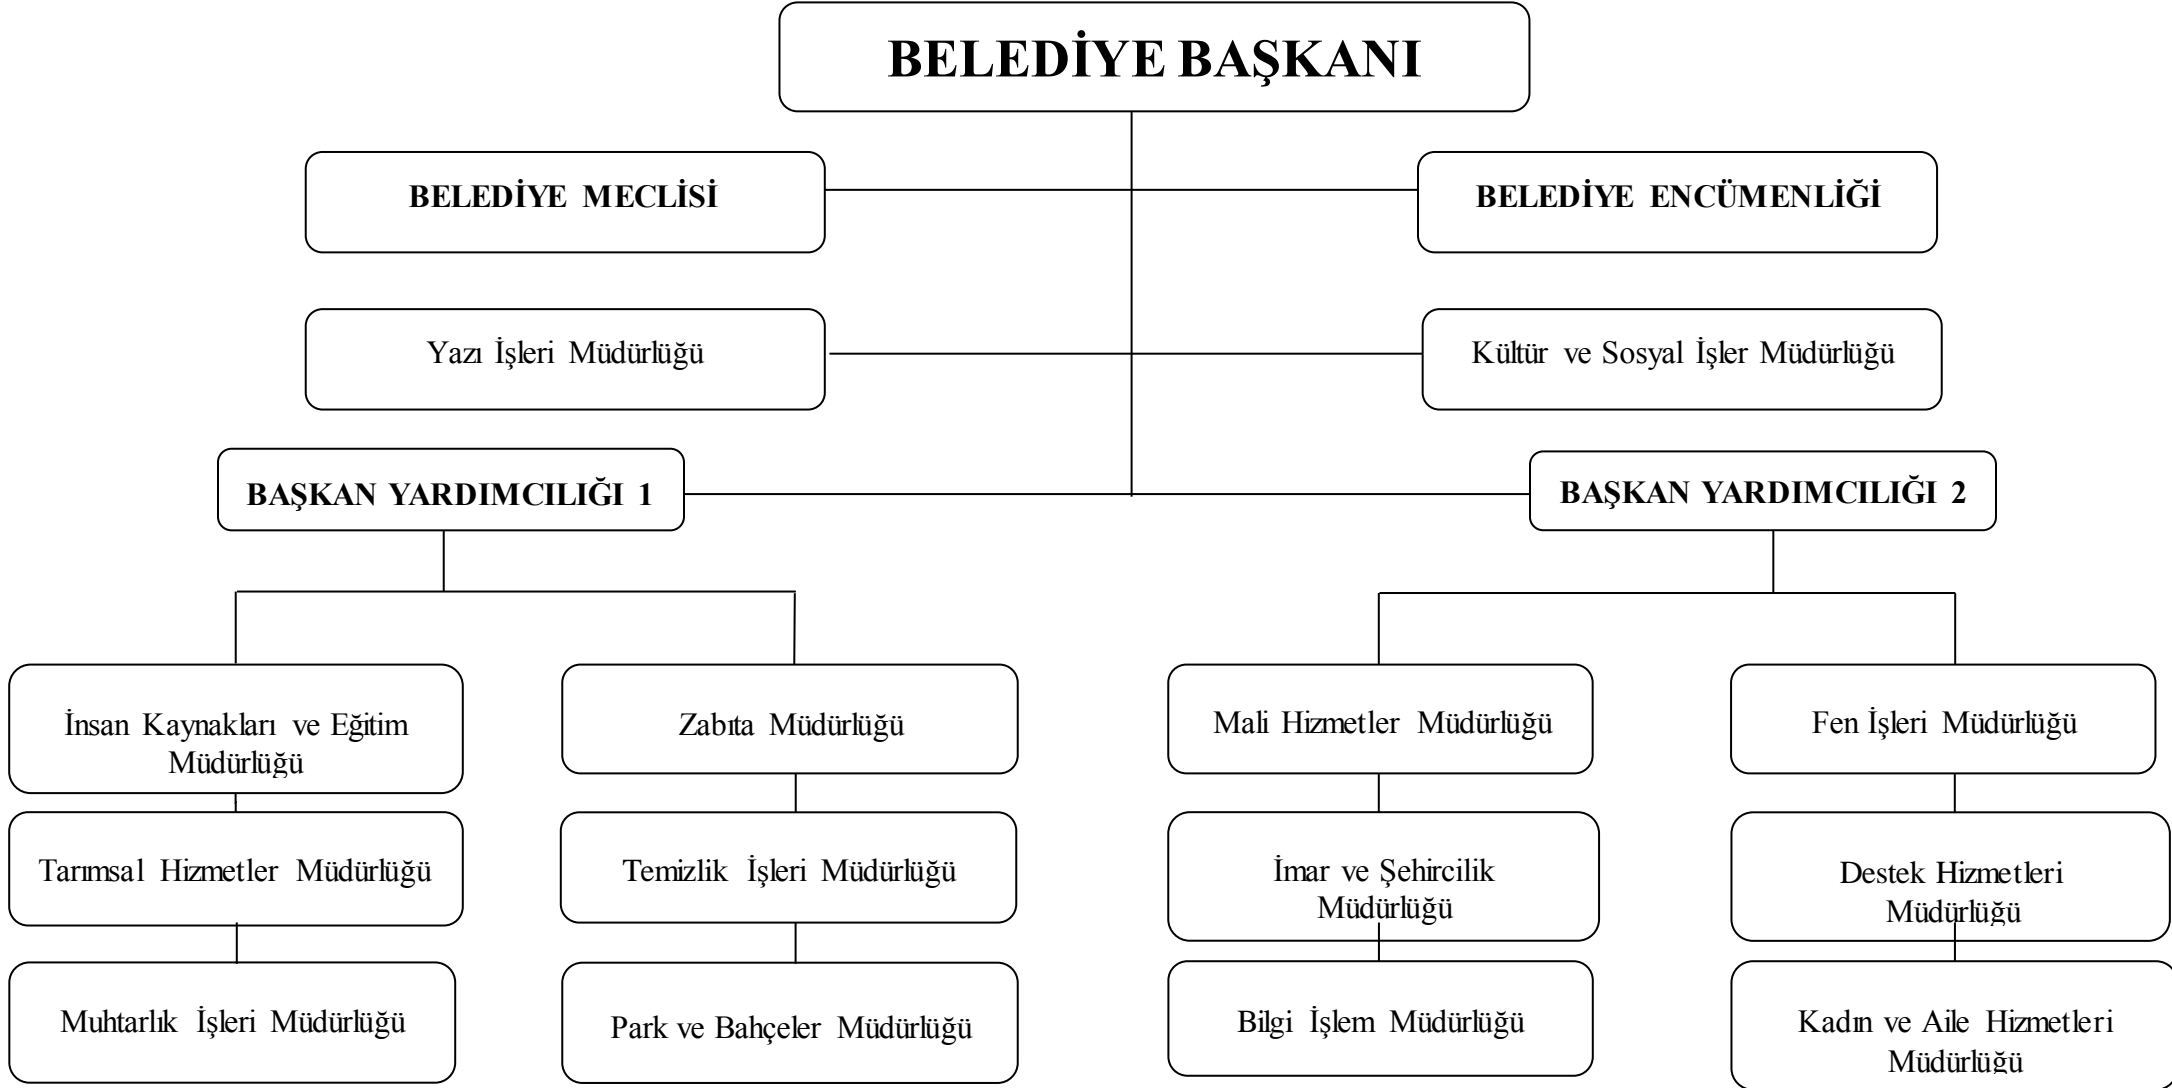 BELEDİYE BAŞKANI
BELEDİYE MECLİSİ
BELEDİYE ENCÜMENLİĞİ
Yazı İşleri Müdürlüğü
Kültür ve Sosyal İşler Müdürlüğü
BAŞKAN YARDIMCILIĞI 1
BAŞKAN YARDIMCILIĞI 2
İnsan Kaynakları ve Eğitim
Müdürlüğü
Zabıta Müdürlüğü
Mali Hizmetler Müdürlüğü
Fen İşleri Müdürlüğü
Tarımsal Hizmetler Müdürlüğü
Temizlik İşleri Müdürlüğü
İmar ve Şehircilik
Müdürlüğü
Destek Hizmetleri
Müdürlüğü
Muhtarlık İşleri Müdürlüğü
Park ve Bahçeler Müdürlüğü
Bilgi İşlem Müdürlüğü
Kadın ve Aile Hizmetleri
Müdürlüğü